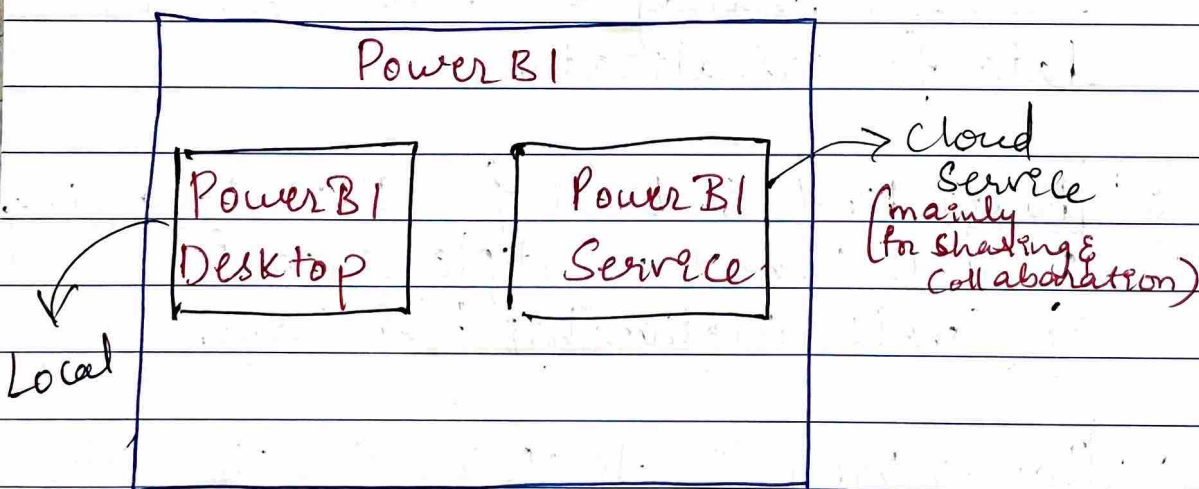 PowerBI
PowerBI
Desktop
PowerBI
Service
Cloud
Service
(mainly
for sharing &
collaboration)
Local